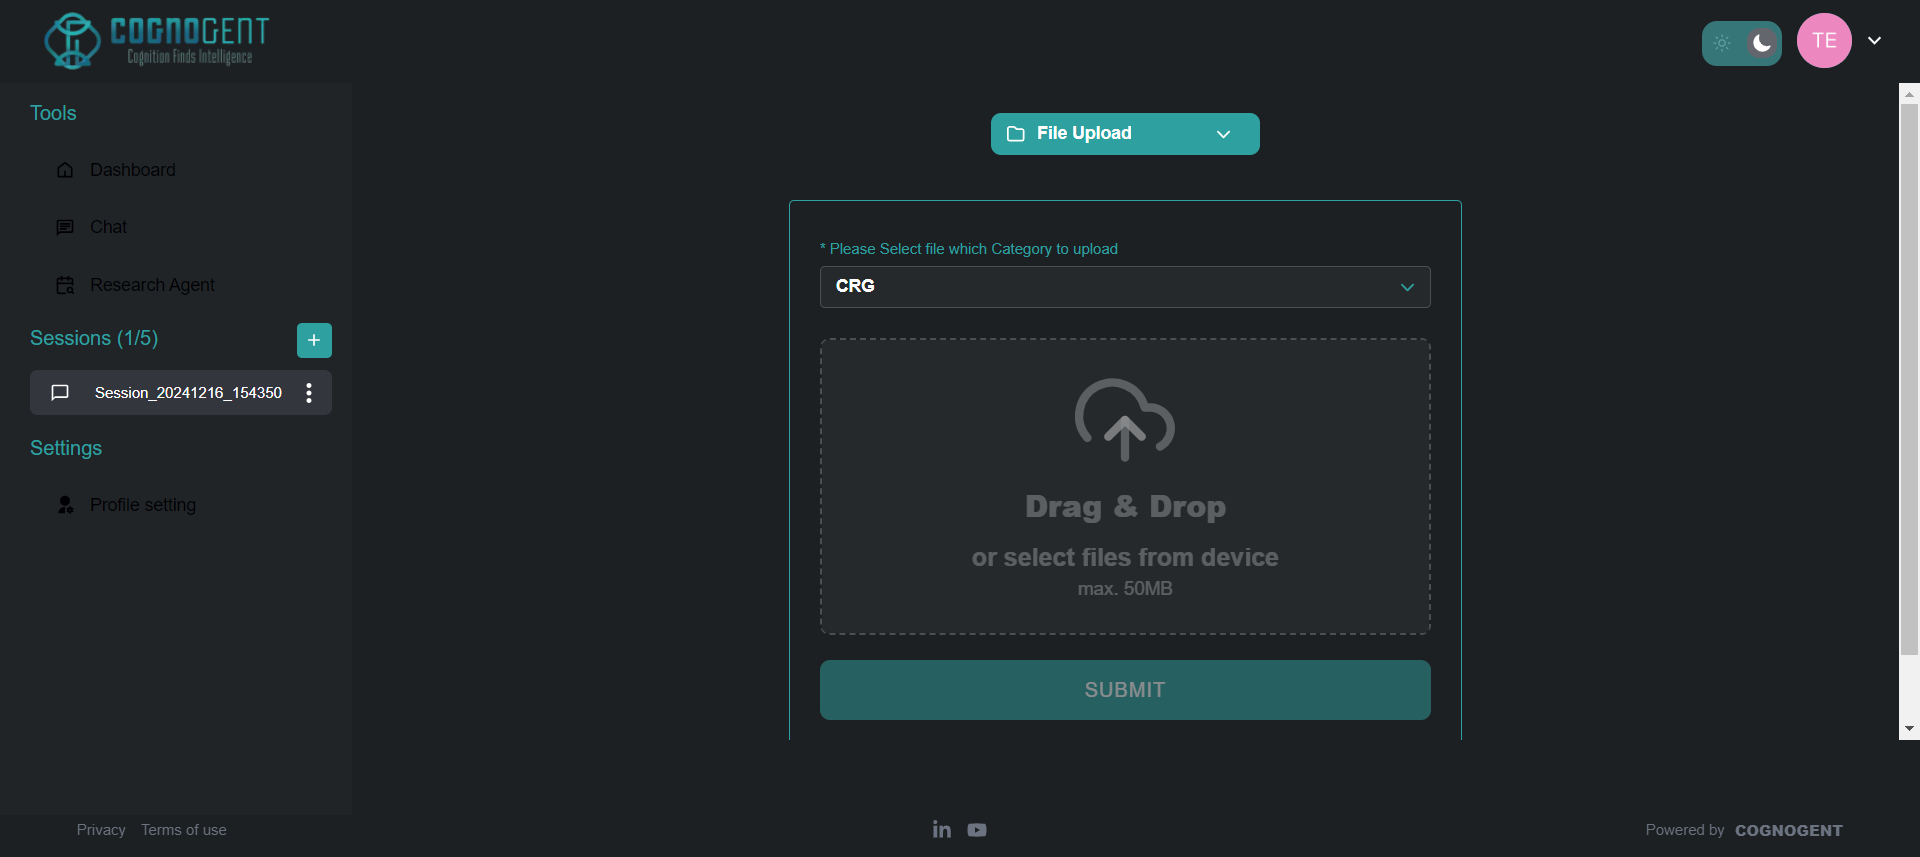 COGNOGENT
Cognition Finds Intelligence
TE
Tools
Dashboard
Chat
Research Agent
Sessions (1/5)
+
Session_20241216_154350
Settings
Profile setting
File Upload
* Please Select file which Category to upload
CRG
Drag & Drop
or select files from device
max. 50MB
SUBMIT
Privacy Terms of use
in
Powered by COGNOGENT